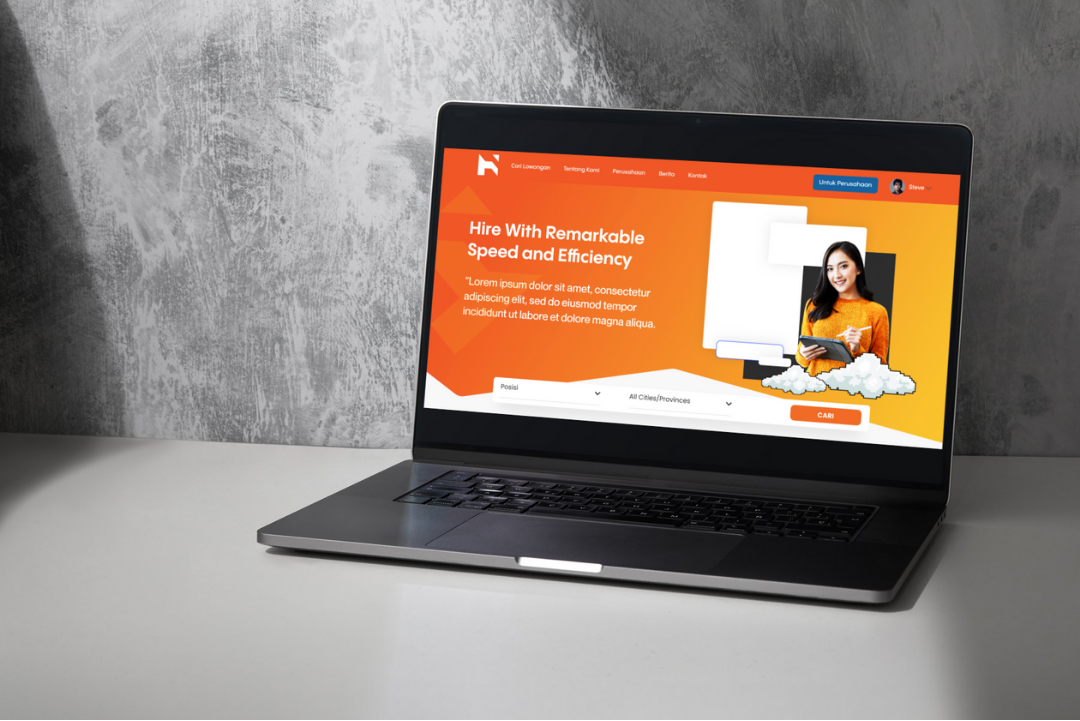 Cari Lowongan
Tentang Kami
Perusahaan
Berita
Kontak
Untuk Perusahaan
Steve
Hire With Remarkable
Speed and Efficiency
"Lorem ipsum dolor sit amet, consectetur
adipiscing elit, sed do eiusmod tempor
incididunt ut labore et dolore magna aliqua.
Posisi
All Cities/Provinces
CARI